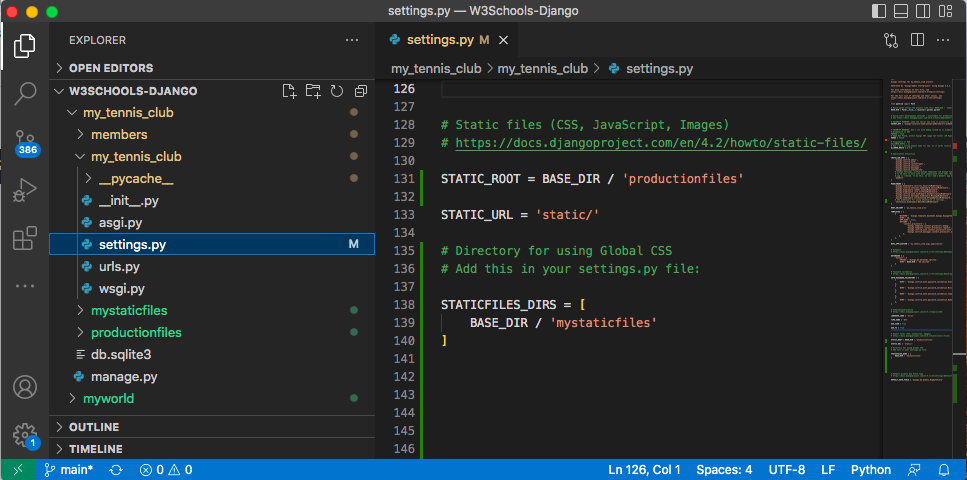 settings.py — W3Schools-Django
EXPLORER
settings.py M
OPEN EDITORS
my_tennis_club > my_tennis_club > settings.py
W3SCHOOLS-DJANGO
my_tennis_club
members
my_tennis_club
__pycache__
__init__.py
asgi.py
settings.py M
urls.py
wsgi.py
mystaticfiles
productionfiles
db.sqlite3
manage.py
myworld
OUTLINE
TIMELINE
386
1
126
127
128 # Static files (CSS, JavaScript, Images)
129 # https://docs.djangoproject.com/en/4.2/howto/static-files/
130
131 STATIC_ROOT = BASE_DIR / 'productionfiles'
132
133 STATIC_URL = 'static/'
134
135 # Directory for using Global CSS
136 # Add this in your settings.py file:
137
138 STATICFILES_DIRS = [
139     BASE_DIR / 'mystaticfiles'
140 ]
141
142
143
144
145
146
main* 0 0 Ln 126, Col 1 Spaces: 4 UTF-8 LF Python